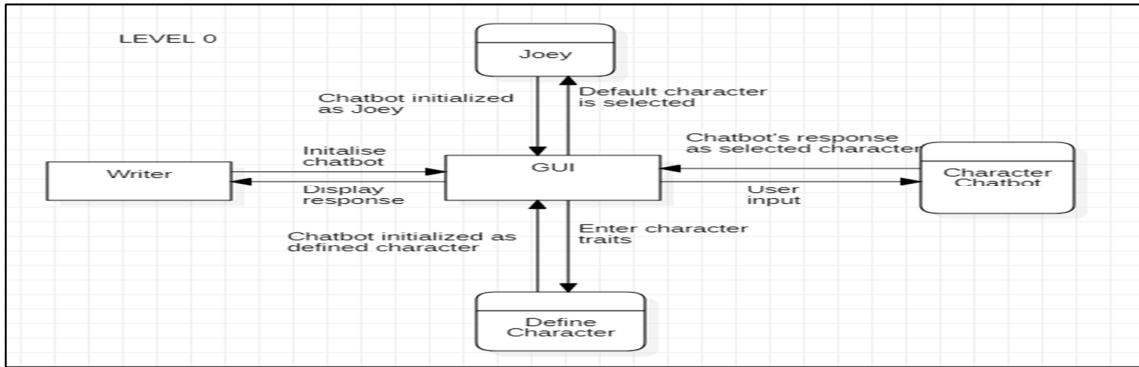 LEVEL 0
Joey
Chatbot initialized
as Joey
Default character
is selected
Initalise
chatbot
Chatbot's response
as selected character
Writer
GUI
Character
Chatbot
Display
response
User
input
Chatbot initialized as
defined character
Enter character
traits
Define
Character